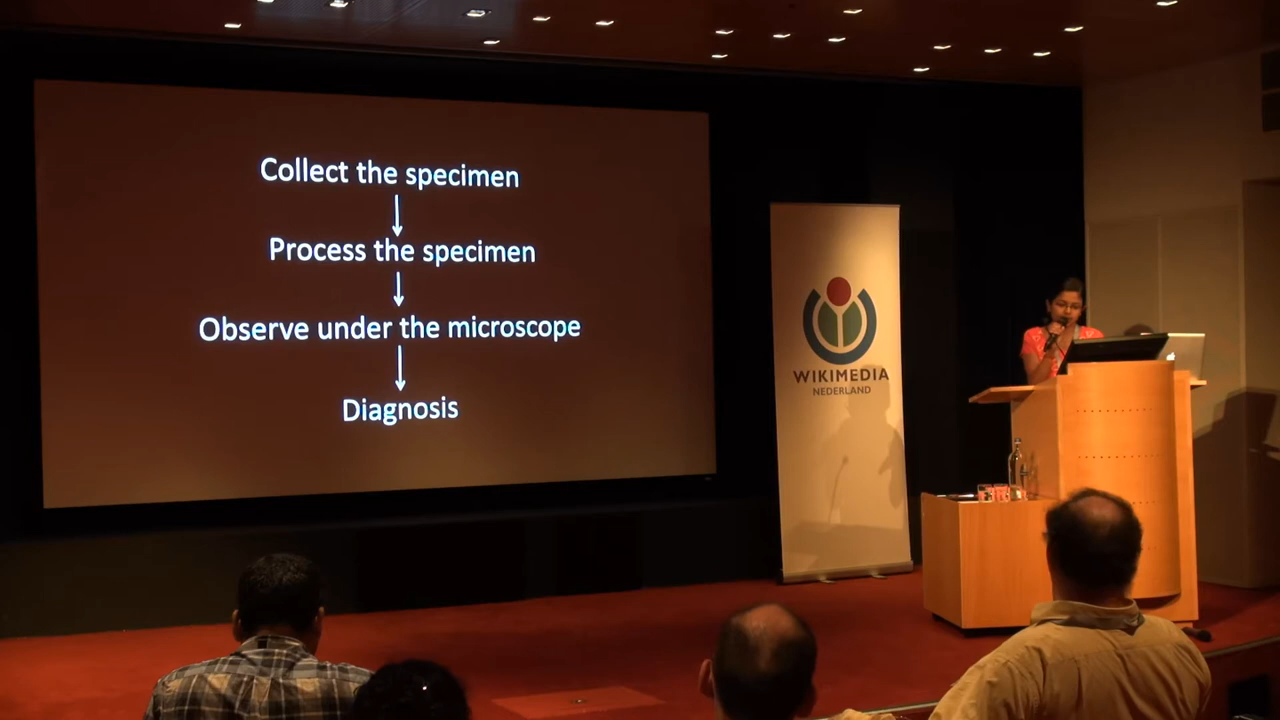 Collect the specimen
Process the specimen
Observe under the microscope
Diagnosis
WIKIMEDIA
NEDERLAND